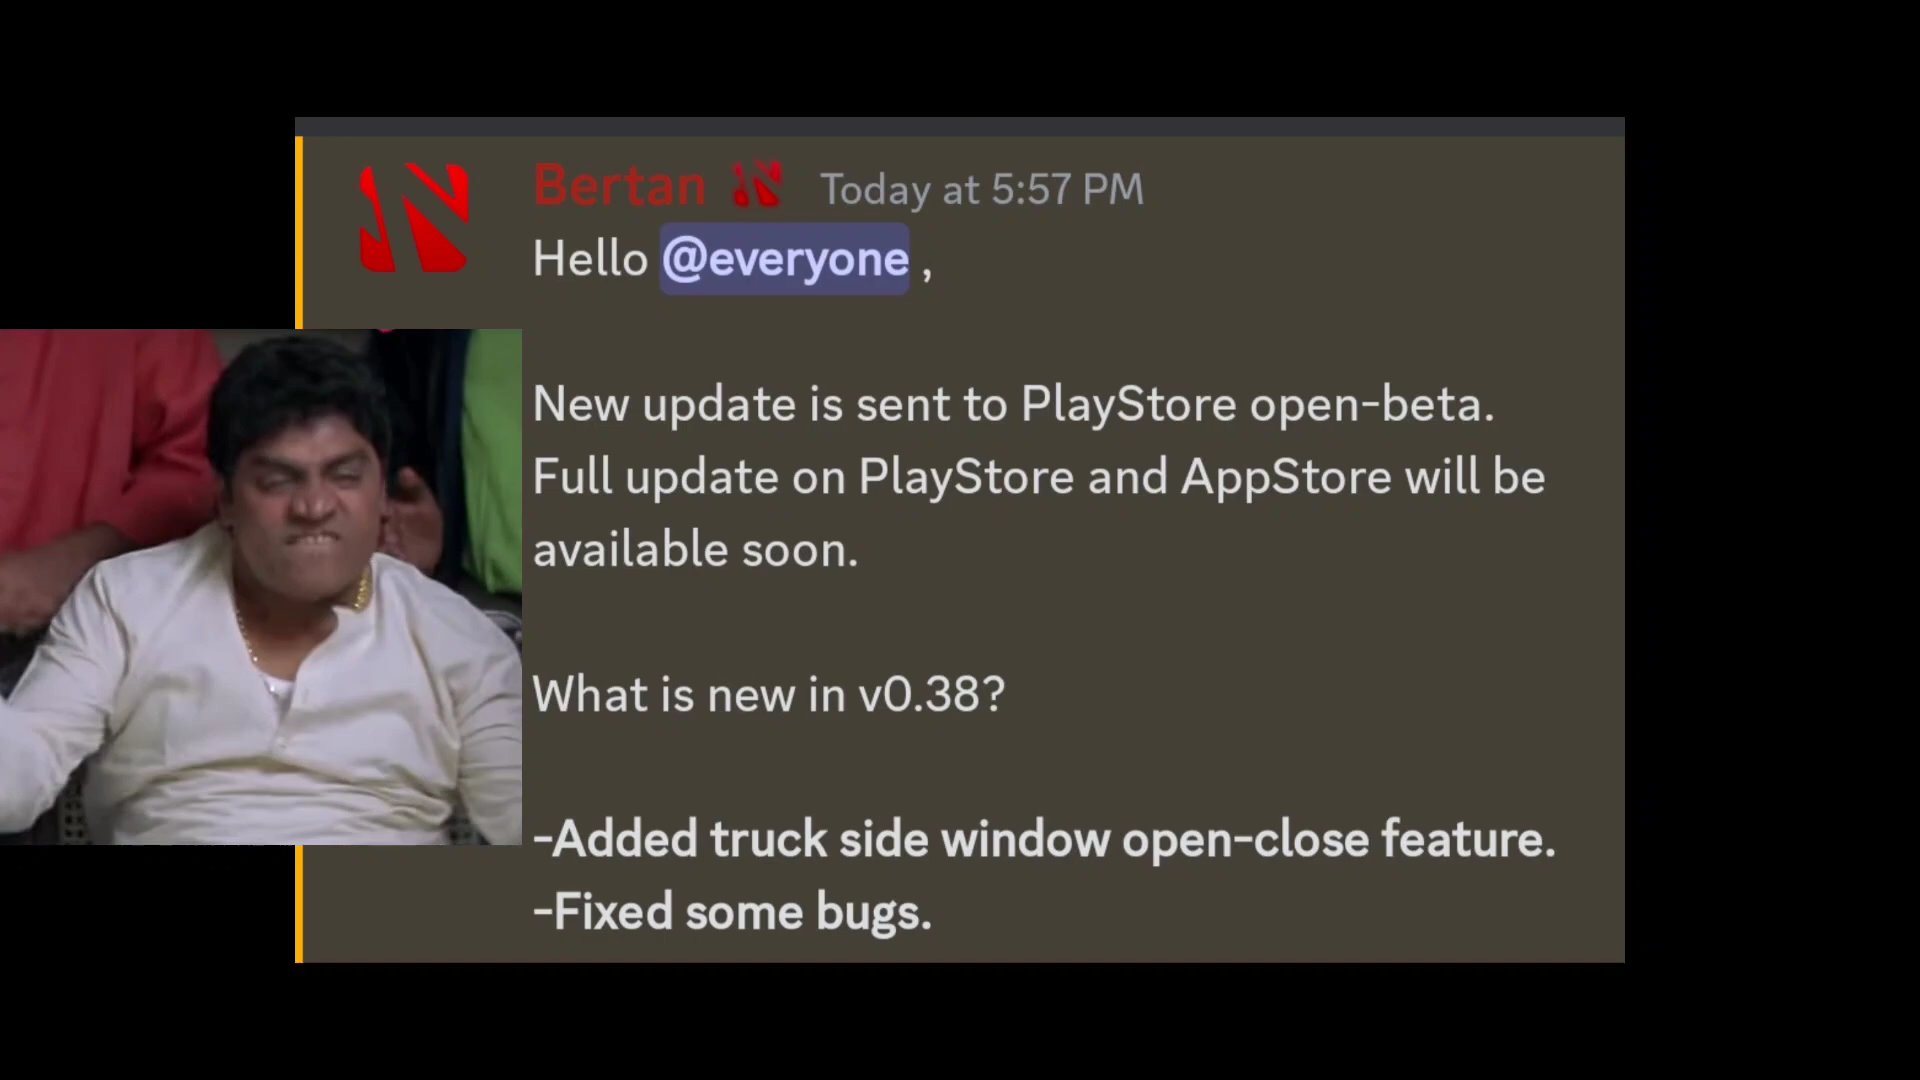 Bertan Today at 5:57 PM
Hello @everyone ,
New update is sent to PlayStore open-beta.
Full update on PlayStore and AppStore will be
available soon.
What is new in v0.38?
-Added truck side window open-close feature.
-Fixed some bugs.